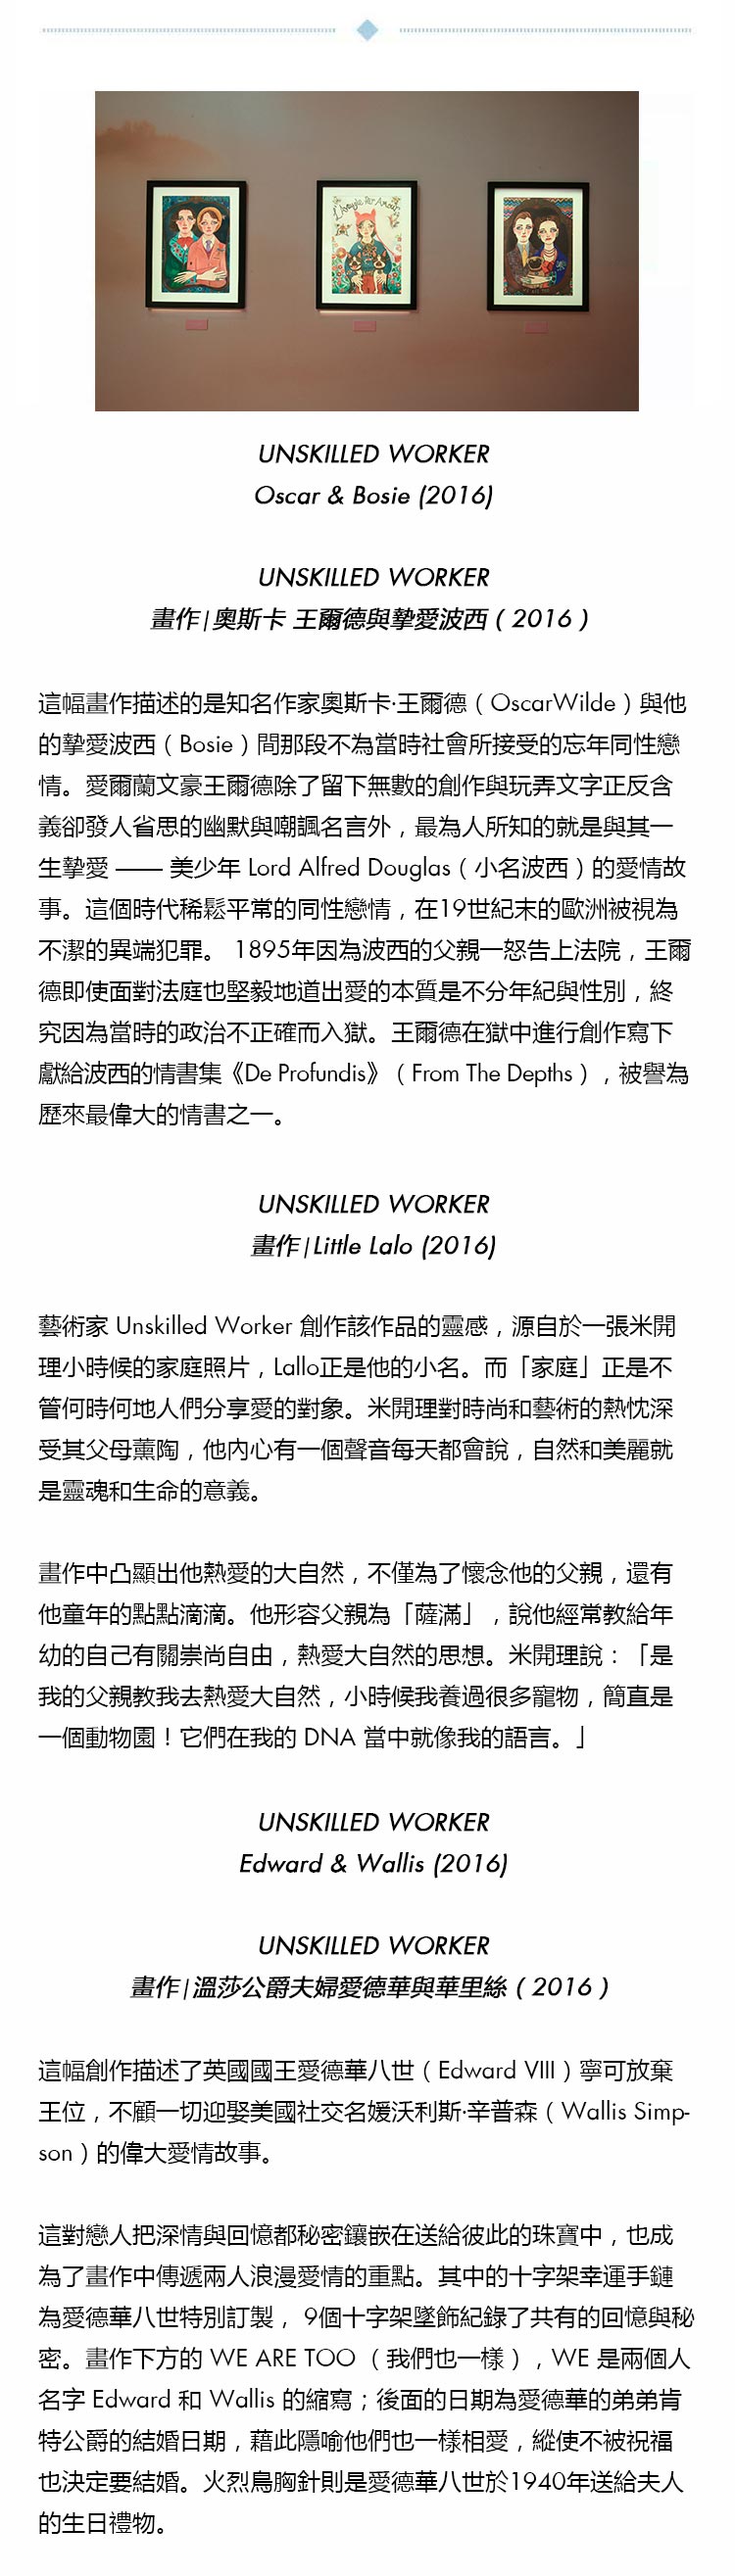 L'aveugle Par Amour
UNSKILLED WORKER
Oscar & Bosie (2016)
UNSKILLED WORKER
畫作|奧斯卡 王爾德與摯愛波西（2016）
這幅畫作描述的是知名作家奧斯卡·王爾德（OscarWilde）與他
的摯愛波西（Bosie）間那段不為當時社會所接受的忘年同性戀
情。愛爾蘭文豪王爾德除了留下無數的創作與玩弄文字正反含
義卻發人省思的幽默與嘲諷名言外，最為人所知的就是與其一
生摯愛 —— 美少年 Lord Alfred Douglas（小名波西）的愛情故
事。這個時代稀鬆平常的同性戀情，在19世紀末的歐洲被視為
不潔的異端犯罪。 1895年因為波西的父親一怒告上法院，王爾
德即使面對法庭也堅毅地道出愛的本質是不分年紀與性別，終
究因為當時的政治不正確而入獄。王爾德在獄中進行創作寫下
獻給波西的情書集《De Profundis》（From The Depths），被譽為
歷來最偉大的情書之一。
UNSKILLED WORKER
畫作|Little Lalo (2016)
藝術家 Unskilled Worker 創作該作品的靈感，源自於一張米開
理小時候的家庭照片，Lallo正是他的小名。而「家庭」正是不
管何時何地人們分享愛的對象。米開理對時尚和藝術的熱忱深
受其父母薰陶，他內心有一個聲音每天都會說，自然和美麗就
是靈魂和生命的意義。
畫作中凸顯出他熱愛的大自然，不僅為了懷念他的父親，還有
他童年的點點滴滴。他形容父親為「薩滿」，說他經常教給年
幼的自己有關崇尚自由，熱愛大自然的思想。米開理說：「是
我的父親教我去熱愛大自然，小時候我養過很多寵物，簡直是
一個動物園！它們在我的 DNA 當中就像我的語言。」
UNSKILLED WORKER
Edward & Wallis (2016)
UNSKILLED WORKER
畫作|溫莎公爵夫婦愛德華與華里絲（2016）
這幅創作描述了英國國王愛德華八世（Edward VIII）寧可放棄
王位，不顧一切迎娶美國社交名媛沃利斯·辛普森（Wallis Simp-
son）的偉大愛情故事。
這對戀人把深情與回憶都秘密鑲嵌在送給彼此的珠寶中，也成
為了畫作中傳遞兩人浪漫愛情的重點。其中的十字架幸運手鏈
為愛德華八世特別訂製， 9個十字架墜飾紀錄了共有的回憶與秘
密。畫作下方的 WE ARE TOO （我們也一樣），WE 是兩個人
名字 Edward 和 Wallis 的縮寫；後面的日期為愛德華的弟弟肯
特公爵的結婚日期，藉此隱喻他們也一樣相愛，縱使不被祝福
也決定要結婚。火烈鳥胸針則是愛德華八世於1940年送給夫人
的生日禮物。